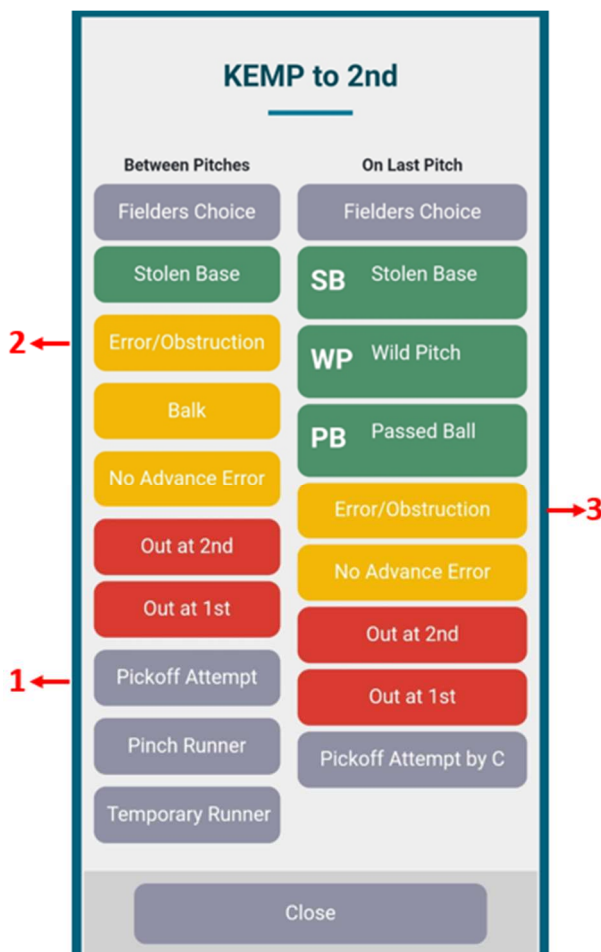 KEMP to 2nd
Between Pitches
On Last Pitch
Fielders Choice
Fielders Choice
Stolen Base
SB Stolen Base
2
Error/Obstruction
WP Wild Pitch
Balk
PB Passed Ball
No Advance Error
Error/Obstruction
3
Out at 2nd
No Advance Error
Out at 1st
Out at 2nd
1
Pickoff Attempt
Out at 1st
Pinch Runner
Pickoff Attempt by C
Temporary Runner
Close